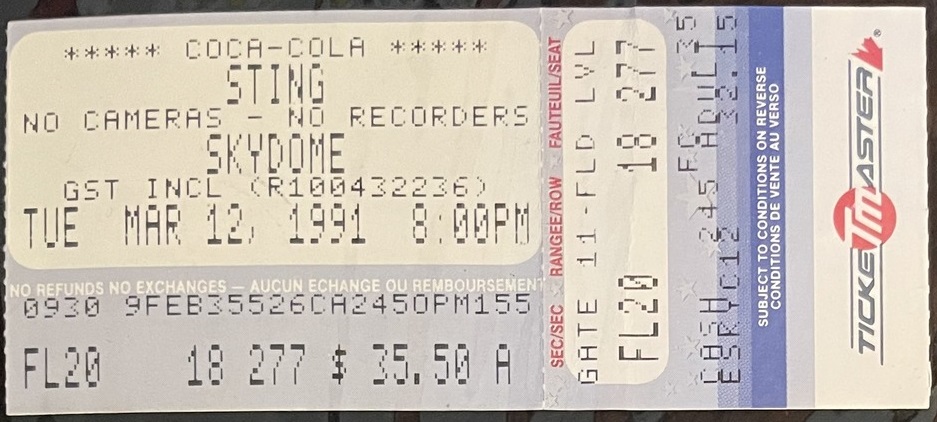 ***** COCA-COLA *****
STING
NO CAMERAS - NO RECORDERS
SKYDOME
GST INCL (R100432236)
TUE MAR 12, 1991 8:00PM
NO REFUNDS NO EXCHANGES — AUCUN ECHANGE OU REMBOURSEMENT
0930 9FEB35526CA2450PM155
FL20 18 277 $ 35.50 A
SEC/SEC RANGEE/ROW FAUTEUIL/SEAT
GATE 11-FLD LVL
FL20 18 277
CASH 245
SUBJECT TO CONDITIONS ON REVERSE
CONDITIONS DE VENTE AU VERSO
TICKETMASTER®